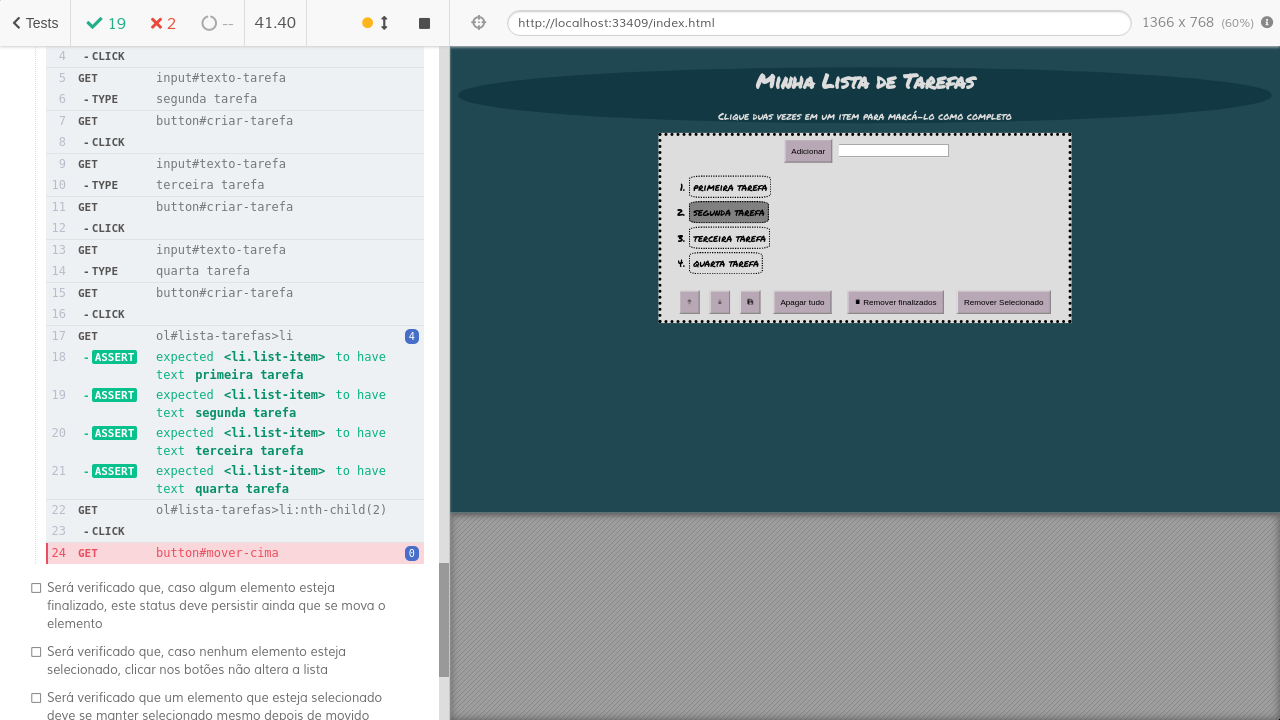 Tests
19
2
--
41.40
http://localhost:33409/index.html
1366 x 768 (60%)
4 -CLICK
5 GET input#texto-tarefa
6 -TYPE segunda tarefa
7 GET button#criar-tarefa
8 -CLICK
9 GET input#texto-tarefa
10 -TYPE terceira tarefa
11 GET button#criar-tarefa
12 -CLICK
13 GET input#texto-tarefa
14 -TYPE quarta tarefa
15 GET button#criar-tarefa
16 -CLICK
17 GET ol#lista-tarefas>li 4
18 -ASSERT expected <li.list-item> to have
text primeira tarefa
19 -ASSERT expected <li.list-item> to have
text segunda tarefa
20 -ASSERT expected <li.list-item> to have
text terceira tarefa
21 -ASSERT expected <li.list-item> to have
text quarta tarefa
22 GET ol#lista-tarefas>li:nth-child(2)
23 -CLICK
24 GET button#mover-cima 0
Será verificado que, caso algum elemento esteja
finalizado, este status deve persistir ainda que se mova o
elemento
Será verificado que, caso nenhum elemento esteja
selecionado, clicar nos botões não altera a lista
Será verificado que um elemento que esteja selecionado
deve se manter selecionado mesmo depois de movido
Minha Lista de Tarefas
Clique duas vezes em um item para marcá-lo como completo
Adicionar
1. primeira tarefa
2. segunda tarefa
3. terceira tarefa
4. quarta tarefa
Apagar tudo
Remover finalizados
Remover Selecionado